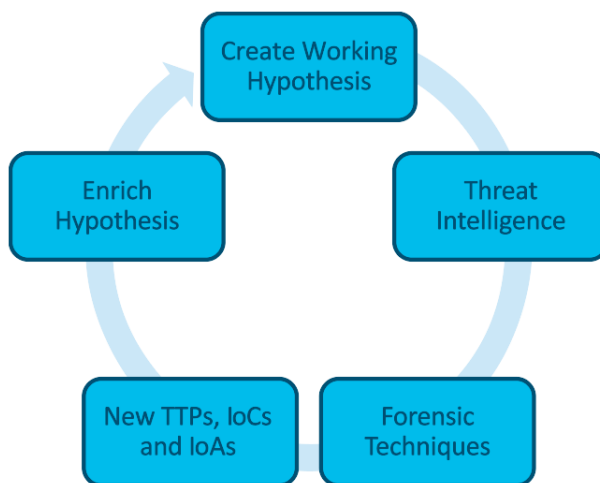 Create Working
Hypothesis
Threat
Intelligence
Forensic
Techniques
New TTPs, IoCs
and IoAs
Enrich
Hypothesis